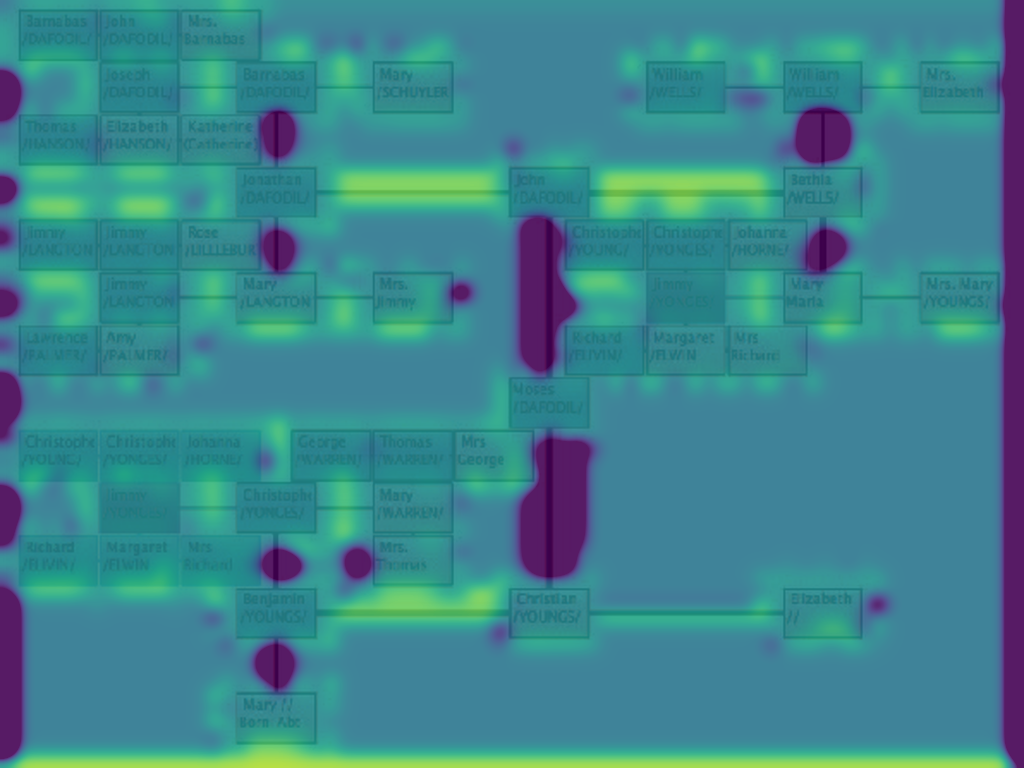 Barnabas
/DAFODIL/
John
/DAFODIL/
Mrs.
Barnabas
Joseph
/DAFODIL/
Barnabas
/DAFODIL/
Mary
/SCHUYLER
William
/WELLS/
William
/WELLS/
Mrs.
Elizabeth
Thomas
/HANSON/
Elizabeth
/HANSON/
Katherine
(Catherine)
Jonathan
/DAFODIL/
John
/DAFODIL/
Bethia
/WELLS/
Jimmy
/LANGTON
Jimmy
/LANGTON
Rose
Christophe
/YOUNG/
Christophe
/YONGES/
Johanna
/HORNE/
Jimmy
/LANGTON
Mary
/LANGTON
Mrs.
Jimmy
Jimmy
/YONGES/
Mary
Maria
Mrs. Mary
/YOUNGS/
Lawrence
/PALMER/
Amy
/PALMER/
Richard
/ELWIN/
Margaret
/ELWIN
Mrs
Richard
Moses
/DAFODIL/
Christophe
/YOUNG/
Christophe
/YONGES/
Johanna
/HORNE/
George
/WARREN/
Thomas
/WARREN/
Mrs
George
Jimmy
/YONGES/
Christophe
/YONGES/
Mary
/WARREN/
Richard
/ELWIN/
Margaret
/ELWIN
Mrs
Richard
Mrs.
Thomas
Benjamin
/YOUNGS/
Christian
/YOUNGS/
Elizabeth
//
Mary //
Born Abt